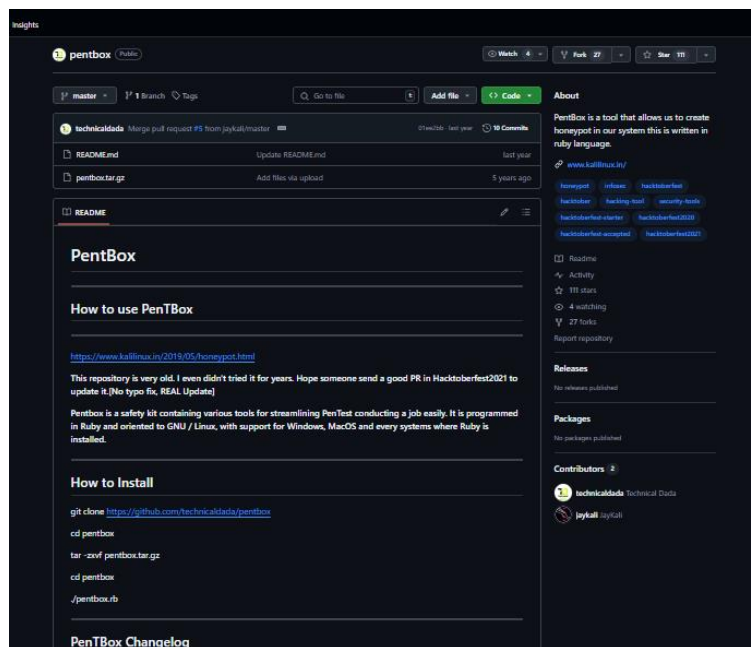 Insights
pentbox Public
Watch 4
Fork 27
Star 111
master
1 Branch
Tags
Go to file
t
Add file
Code
technicaldada Merge pull request #5 from jaykali/master
last year
10 Commits
README.md
Update README.md
last year
pentbox.tar.gz
Add files via upload
5 years ago
README
PentBox
How to use PenTBox
https://www.kalilinux.in/2019/05/honeypot.html
This repository is very old. I even didn't tried it for years. Hope someone send a good PR in Hacktoberfest2021 to
update it.[No typo fix, REAL Update]
Pentbox is a safety kit containing various tools for streamlining PenTest conducting a job easily. It is programmed
in Ruby and oriented to GNU / Linux, with support for Windows, MacOS and every systems where Ruby is
installed.
How to Install
git clone https://github.com/technicaldada/pentbox
cd pentbox
tar -zxvf pentbox.tar.gz
cd pentbox
./pentbox.rb
PenTBox Changelog
About
PentBox is a tool that allows us to create
honeypot in our system this is written in
ruby language.
www.kalilinux.in/
honeypot infosec hacktoberfest
hacktober hacking-tool security-tools
hacktoberfest-starter hacktoberfest2020
hacktoberfest-accepted hacktoberfest2021
Readme
Activity
111 stars
4 watching
27 forks
Report repository
Releases
No releases published
Packages
No packages published
Contributors 2
technicaldada Technical Dada
jaykali JayKali